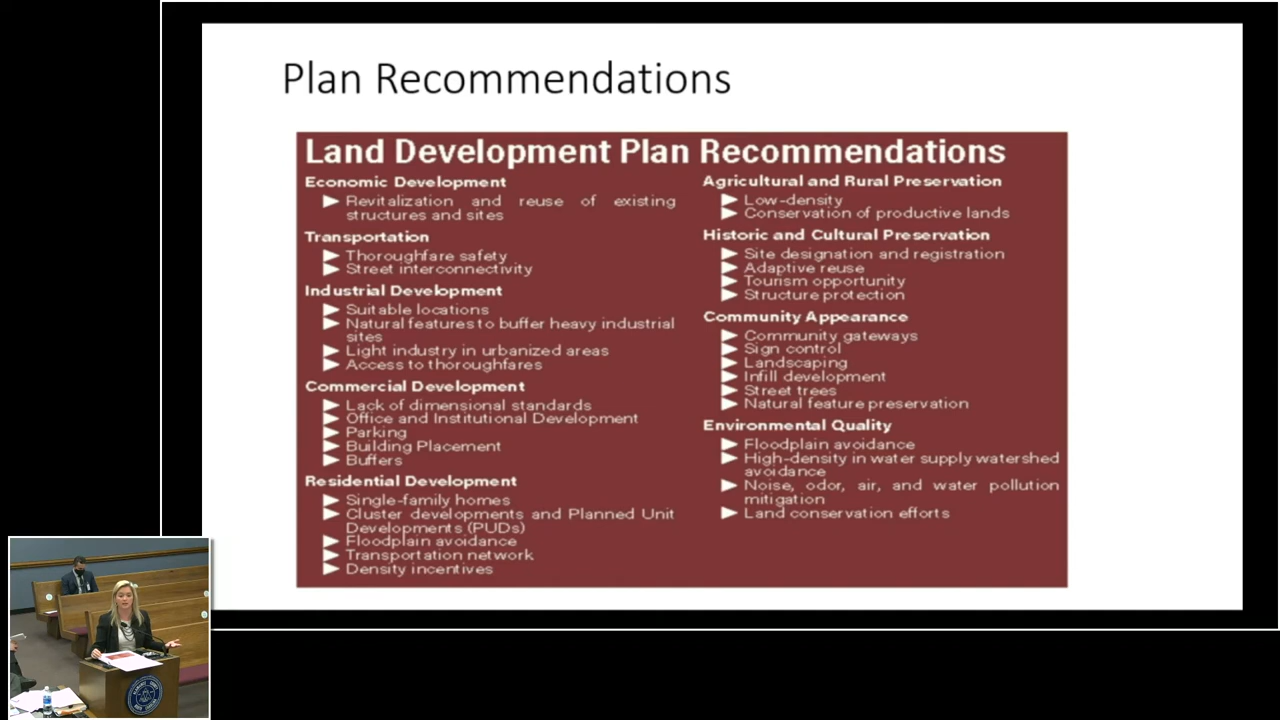 Plan Recommendations
Land Development Plan Recommendations
Economic Development
Revitalization and reuse of existing
structures and sites
Transportation
Thoroughfare safety
Street interconnectivity
Industrial Development
Suitable locations
Natural features to buffer heavy industrial
sites
Light industry in urbanized areas
Access to thoroughfares
Commercial Development
Lack of dimensional standards
Office and Institutional Development
Parking
Building Placement
Buffers
Residential Development
Single-family homes
Cluster developments and Planned Unit
Developments (PUDs)
Floodplain avoidance
Transportation network
Density incentives
Agricultural and Rural Preservation
Low-density
Conservation of productive lands
Historic and Cultural Preservation
Site designation and registration
Adaptive reuse
Tourism opportunity
Structure protection
Community Appearance
Community gateways
Sign control
Landscaping
Infill development
Street trees
Natural feature preservation
Environmental Quality
Floodplain avoidance
High-density in water supply watershed
avoidance
Noise, odor, air, and water pollution
mitigation
Land conservation efforts